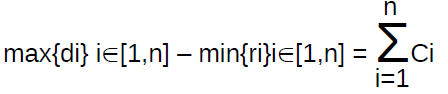 max{di} i∈[1,n] – min{ri}i∈[1,n] = n∑i=1 Ci